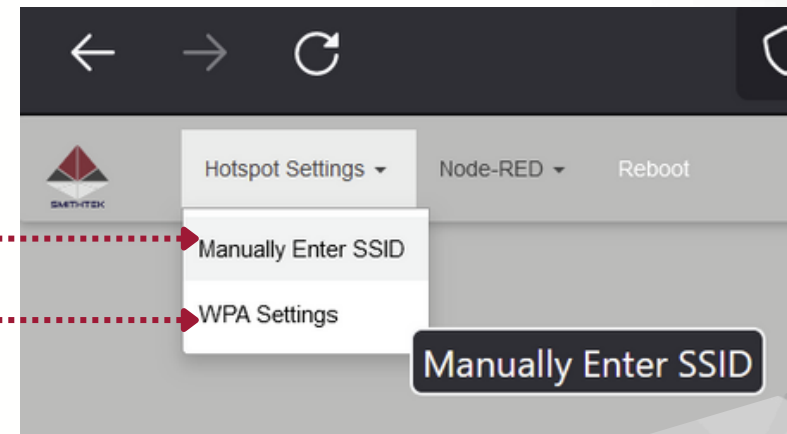 Hotspot Settings Node-RED Reboot
SMITHTEK
Manually Enter SSID
WPA Settings
Manually Enter SSID